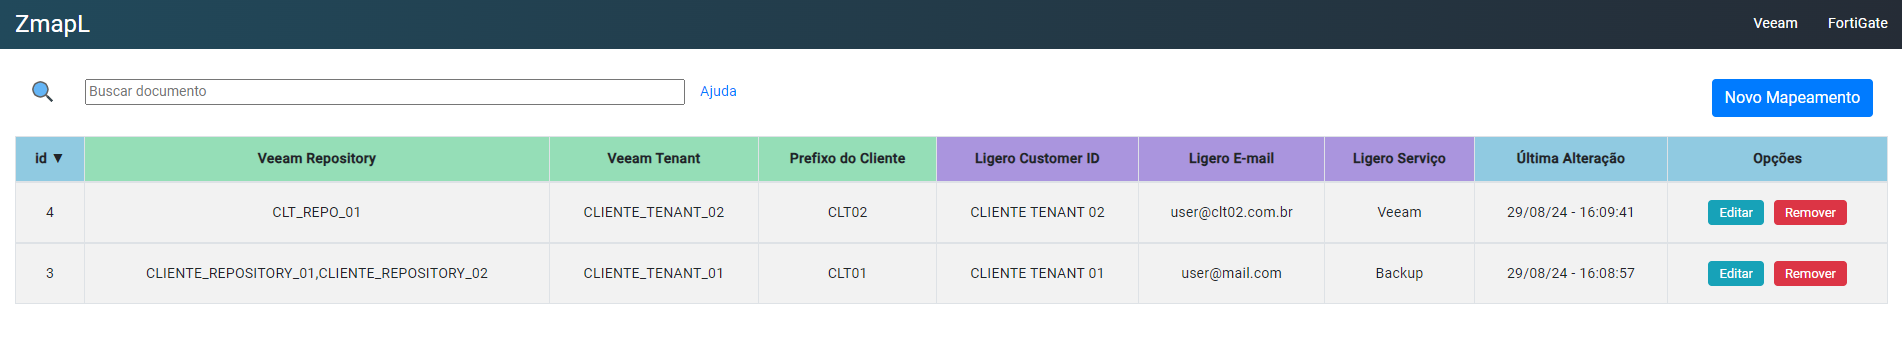 ZmapL Veeam FortiGate
Buscar documento Ajuda Novo Mapeamento
id ▼ Veeam Repository Veeam Tenant Prefixo do Cliente Ligero Customer ID Ligero E-mail Ligero Serviço Última Alteração Opções
4 CLT_REPO_01 CLIENTE_TENANT_02 CLT02 CLIENTE TENANT 02 user@clt02.com.br Veeam 29/08/24 - 16:09:41 Editar Remover
3 CLIENTE_REPOSITORY_01,CLIENTE_REPOSITORY_02 CLIENTE_TENANT_01 CLT01 CLIENTE TENANT 01 user@mail.com Backup 29/08/24 - 16:08:57 Editar Remover